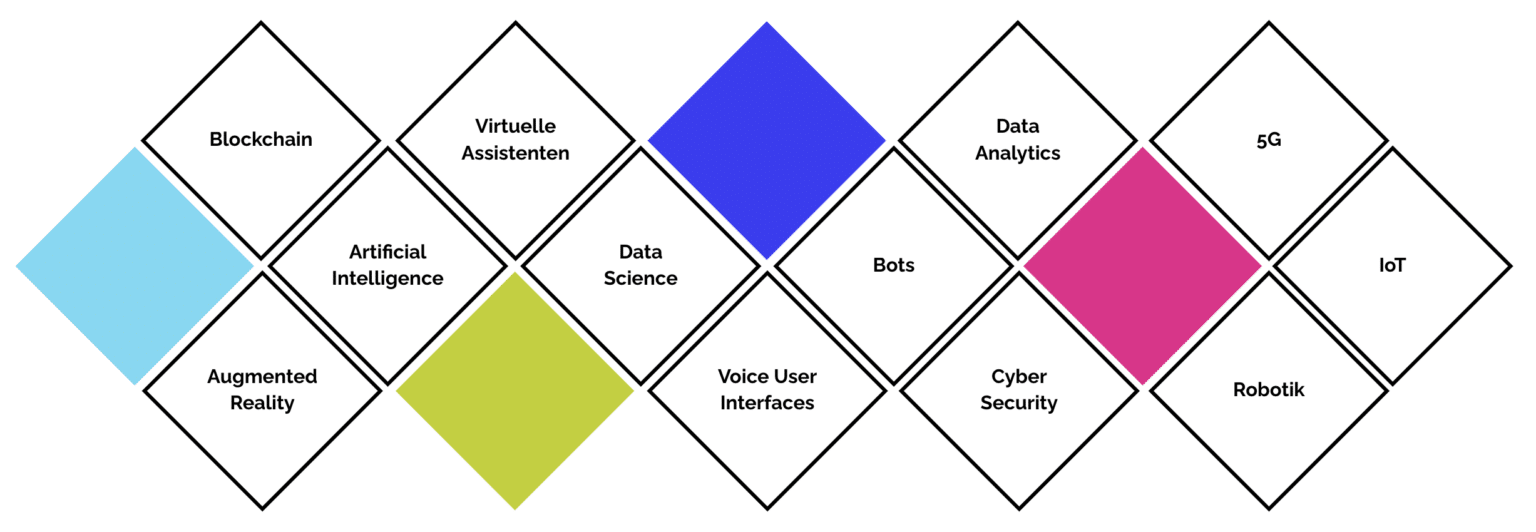 Blockchain
Virtuelle
Assistenten
Data
Analytics
5G
Artificial
Intelligence
Data
Science
Bots
IoT
Augmented
Reality
Voice User
Interfaces
Cyber
Security
Robotik